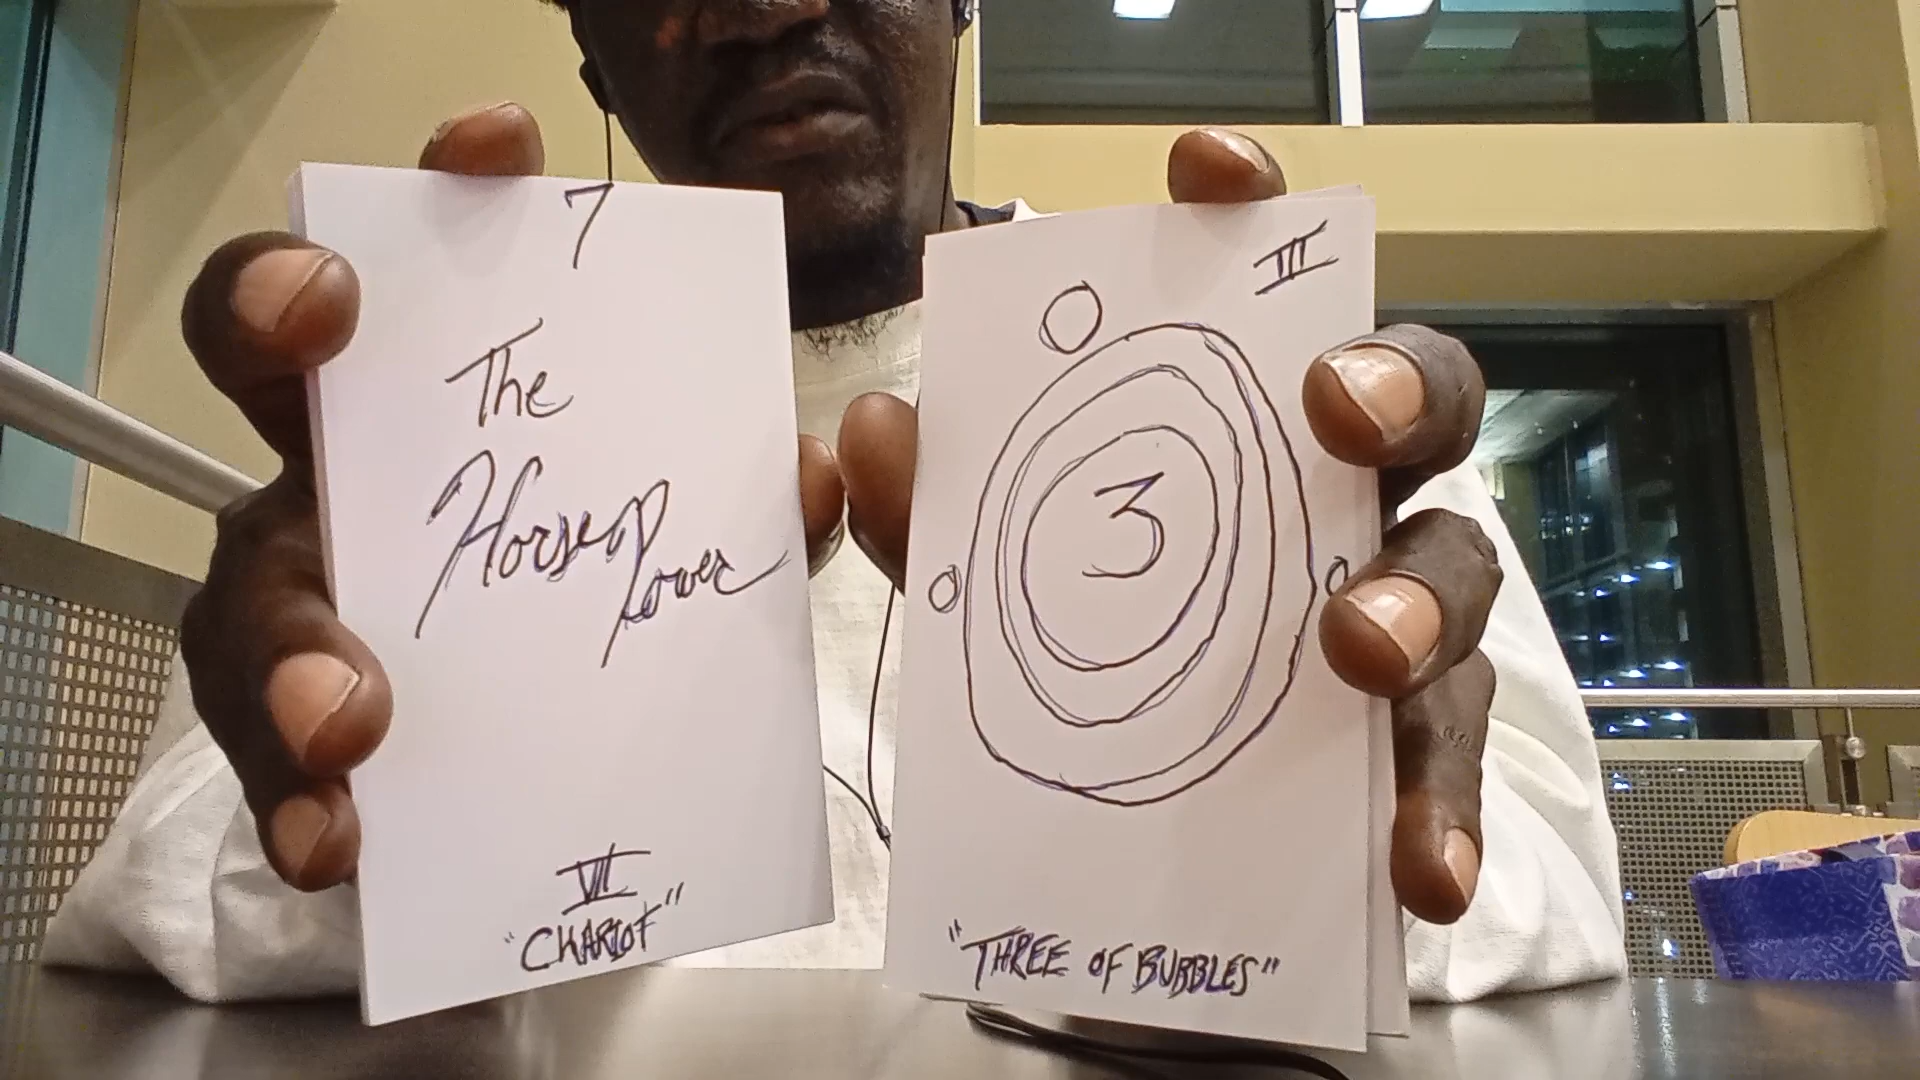 7
The
Horse
Power
VII
"CHARIOT"
III
3
"THREE OF BUBBLES"